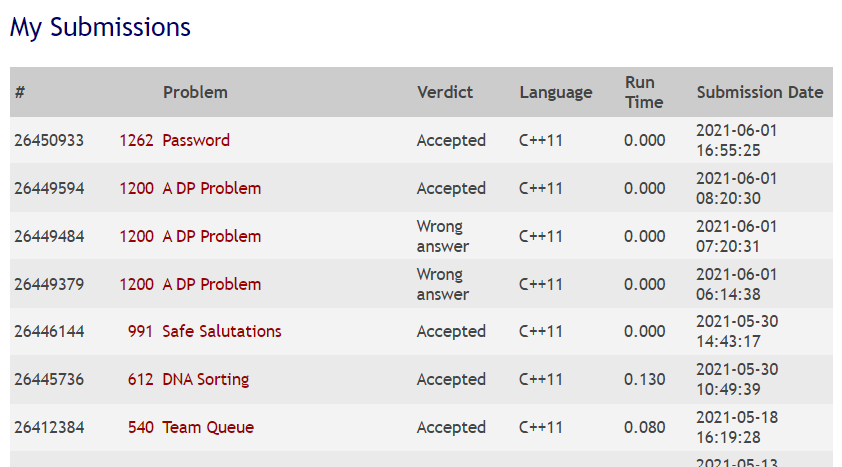 My Submissions
# Problem Verdict Language Run Time Submission Date
26450933 1262 Password Accepted C++11 0.000 2021-06-01 16:55:25
26449594 1200 A DP Problem Accepted C++11 0.000 2021-06-01 08:20:30
26449484 1200 A DP Problem Wrong answer C++11 0.000 2021-06-01 07:20:31
26449379 1200 A DP Problem Wrong answer C++11 0.000 2021-06-01 06:14:38
26446144 991 Safe Salutations Accepted C++11 0.000 2021-05-30 14:43:17
26445736 612 DNA Sorting Accepted C++11 0.130 2021-05-30 10:49:39
26412384 540 Team Queue Accepted C++11 0.080 2021-05-18 16:19:28
2021-05-13